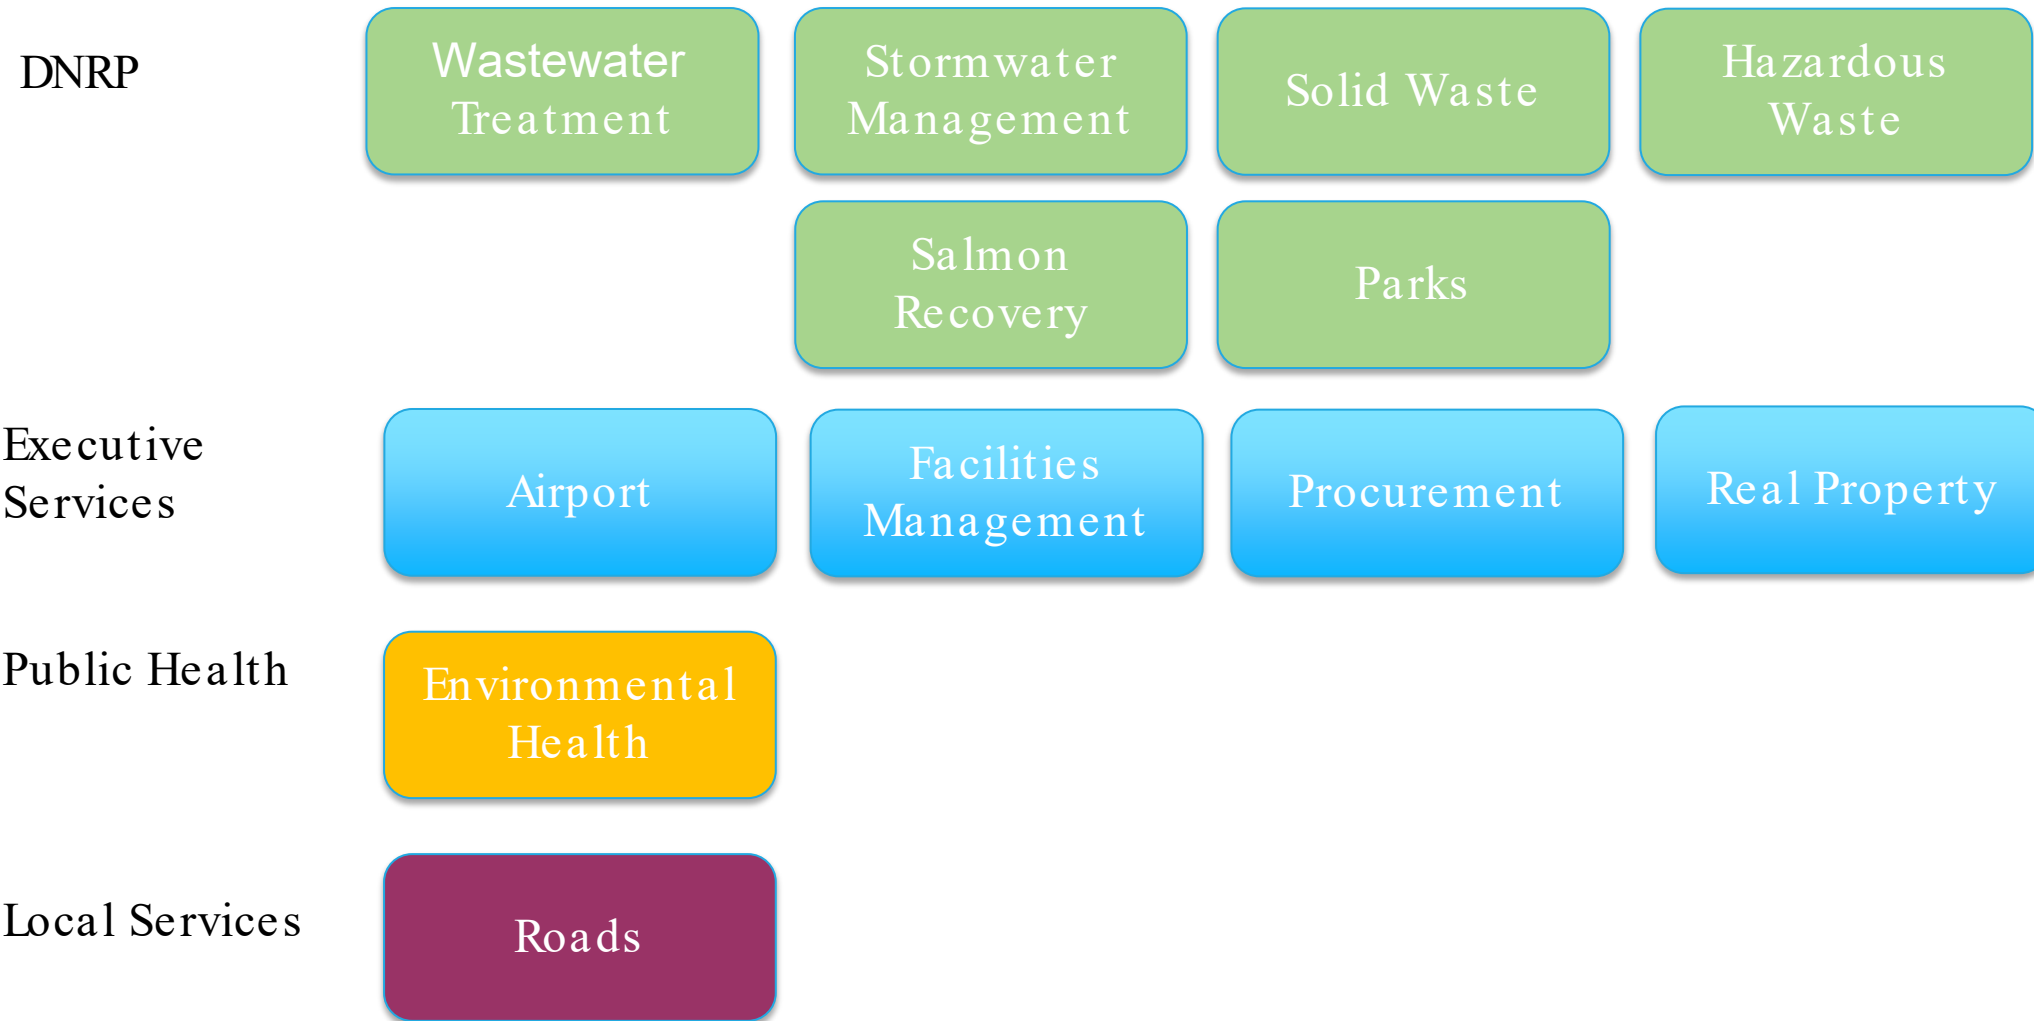 DNRP
Wastewater
Treatment
Stormwater
Management
Solid Waste
Hazardous
Waste
Salmon
Recovery
Parks
Executive
Services
Airport
Facilities
Management
Procurement
Real Property
Public Health
Environmental
Health
Local Services
Roads